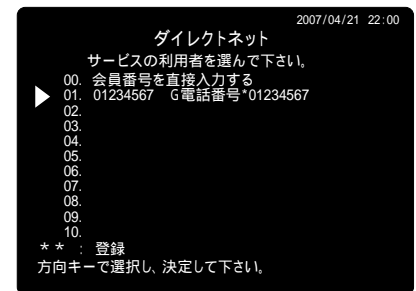 2007/04/21 22:00
ダイレクトネット
サービスの利用者を選んで下さい。
00. 会員番号を直接入力する
▶ 01. 01234567 G電話番号*01234567
02.
03.
04.
05.
06.
07.
08.
09.
10.
＊＊ : 登録
方向キーで選択し、決定して下さい。